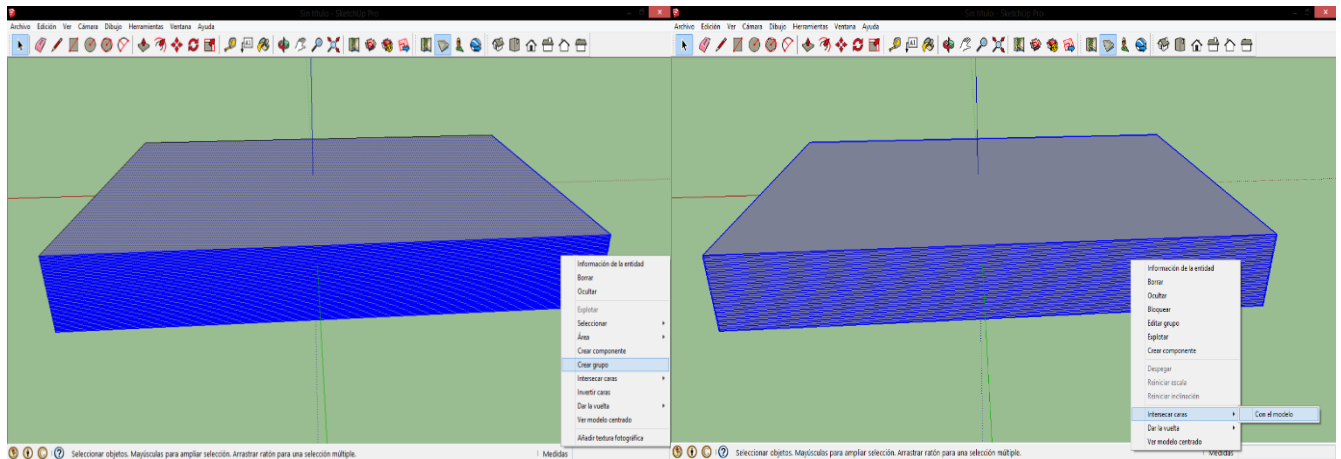 Sin título - SketchUp Pro
Archivo Edición Ver Cámara Dibujo Herramientas Ventana Ayuda
Información de la entidad
Borrar
Ocultar
Explotar
Seleccionar
Área
Crear componente
Crear grupo
Intersecar caras
Invertir caras
Dar la vuelta
Ver modelo centrado
Añadir textura fotográfica
Seleccionar objetos. Mayúsculas para ampliar selección. Arrastrar ratón para una selección múltiple. Medidas
Sin título - SketchUp Pro
Archivo Edición Ver Cámara Dibujo Herramientas Ventana Ayuda
Información de la entidad
Borrar
Ocultar
Bloquear
Editar grupo
Explotar
Crear componente
Despegar
Reiniciar escala
Reiniciar inclinación
Intersecar caras Con el modelo
Dar la vuelta
Ver modelo centrado
Seleccionar objetos. Mayúsculas para ampliar selección. Arrastrar ratón para una selección múltiple. Medidas